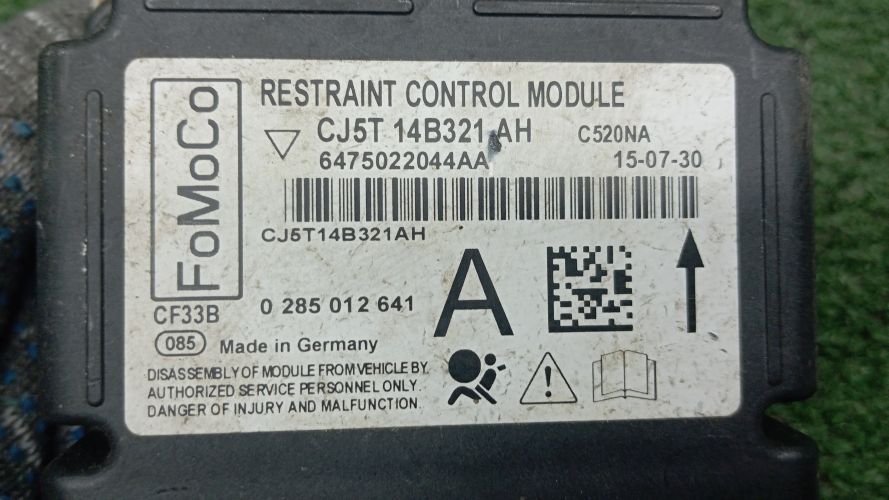 FoMoCo
RESTRAINT CONTROL MODULE
CJ5T 14B321 AH C520NA
6475022044AA 15-07-30
CJ5T14B321AH
CF33B
0 285 012 641
A
085 Made in Germany
DISASSEMBLY OF MODULE FROM VEHICLE BY
AUTHORIZED SERVICE PERSONNEL ONLY.
DANGER OF INJURY AND MALFUNCTION.